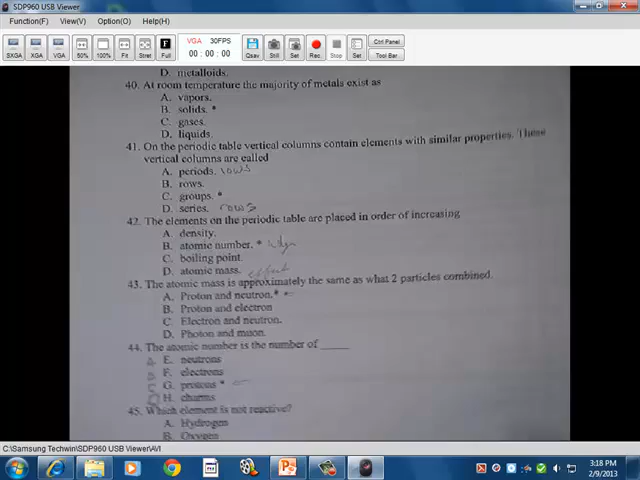 SDP960 USB Viewer
Function(F) View(V) Option(O) Help(H)
VGA 30FPS
00 : 00 : 00
SXGA XGA VGA 50% 100% Fit Stret Full Qsav Still Set Rec Stop Set Ctrl Panel Tool Bar
D. metalloids.
40. At room temperature the majority of metals exist as
A. vapors.
B. solids. *
C. gases.
D. liquids.
41. On the periodic table vertical columns contain elements with similar properties. These
vertical columns are called
A. periods. rows
B. rows.
C. groups. *
D. series. rows
42. The elements on the periodic table are placed in order of increasing
A. density.
B. atomic number. *
C. boiling point.
D. atomic mass. effect
43. The atomic mass is approximately the same as what 2 particles combined.
A. Proton and neutron. *
B. Proton and electron
C. Electron and neutron.
D. Photon and muon.
44. The atomic number is the number of _____
E. neutrons
F. electrons
G. protons *
H. charms
45. Which element is not reactive?
A. Hydrogen
B. Oxygen
C:\Samsung Techwin\SDP960 USB Viewer\AVI
3:18 PM
2/9/2013